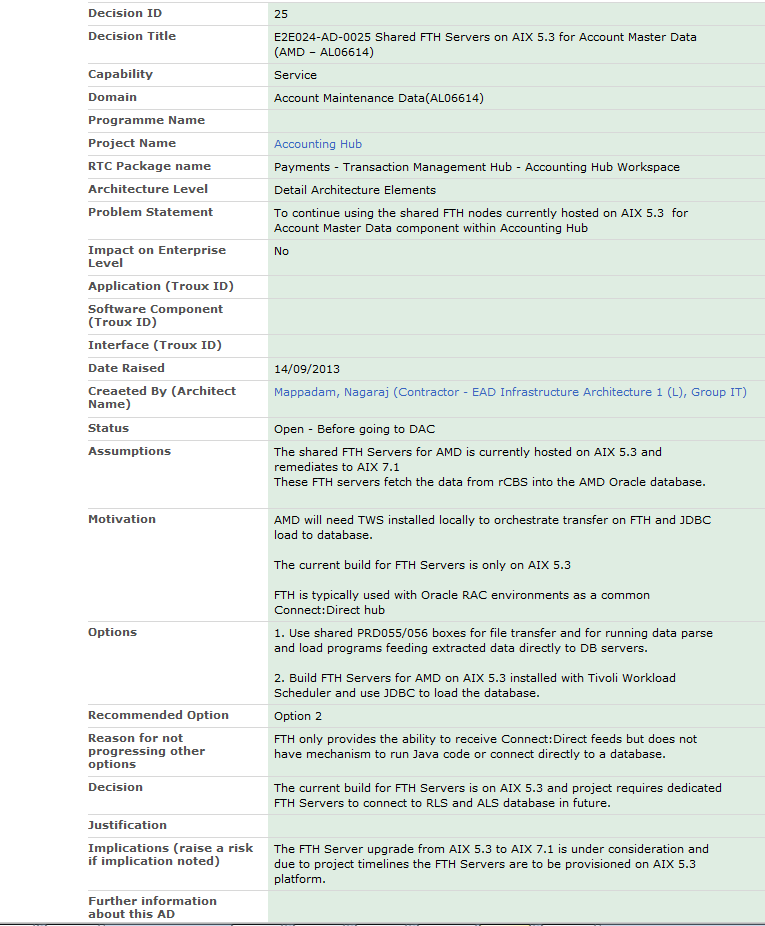 Decision ID
25
Decision Title
E2E024-AD-0025 Shared FTH Servers on AIX 5.3 for Account Master Data
(AMD – AL06614)
Capability
Service
Domain
Account Maintenance Data(AL06614)
Programme Name
Project Name
Accounting Hub
RTC Package name
Payments - Transaction Management Hub - Accounting Hub Workspace
Architecture Level
Detail Architecture Elements
Problem Statement
To continue using the shared FTH nodes currently hosted on AIX 5.3  for
Account Master Data component within Accounting Hub
Impact on Enterprise
Level
No
Application (Troux ID)
Software Component
(Troux ID)
Interface (Troux ID)
Date Raised
14/09/2013
Creaeted By (Architect
Name)
Mappadam, Nagaraj (Contractor - EAD Infrastructure Architecture 1 (L), Group IT)
Status
Open - Before going to DAC
Assumptions
The shared FTH Servers for AMD is currently hosted on AIX 5.3 and
remediates to AIX 7.1
These FTH servers fetch the data from rCBS into the AMD Oracle database.
Motivation
AMD will need TWS installed locally to orchestrate transfer on FTH and JDBC
load to database.
The current build for FTH Servers is only on AIX 5.3
FTH is typically used with Oracle RAC environments as a common
Connect:Direct hub
Options
1. Use shared PRD055/056 boxes for file transfer and for running data parse
and load programs feeding extracted data directly to DB servers.
2. Build FTH Servers for AMD on AIX 5.3 installed with Tivoli Workload
Scheduler and use JDBC to load the database.
Recommended Option
Option 2
Reason for not
progressing other
options
FTH only provides the ability to receive Connect:Direct feeds but does not
have mechanism to run Java code or connect directly to a database.
Decision
The current build for FTH Servers is on AIX 5.3 and project requires dedicated
FTH Servers to connect to RLS and ALS database in future.
Justification
Implications (raise a risk
if implication noted)
The FTH Server upgrade from AIX 5.3 to AIX 7.1 is under consideration and
due to project timelines the FTH Servers are to be provisioned on AIX 5.3
platform.
Further information
about this AD